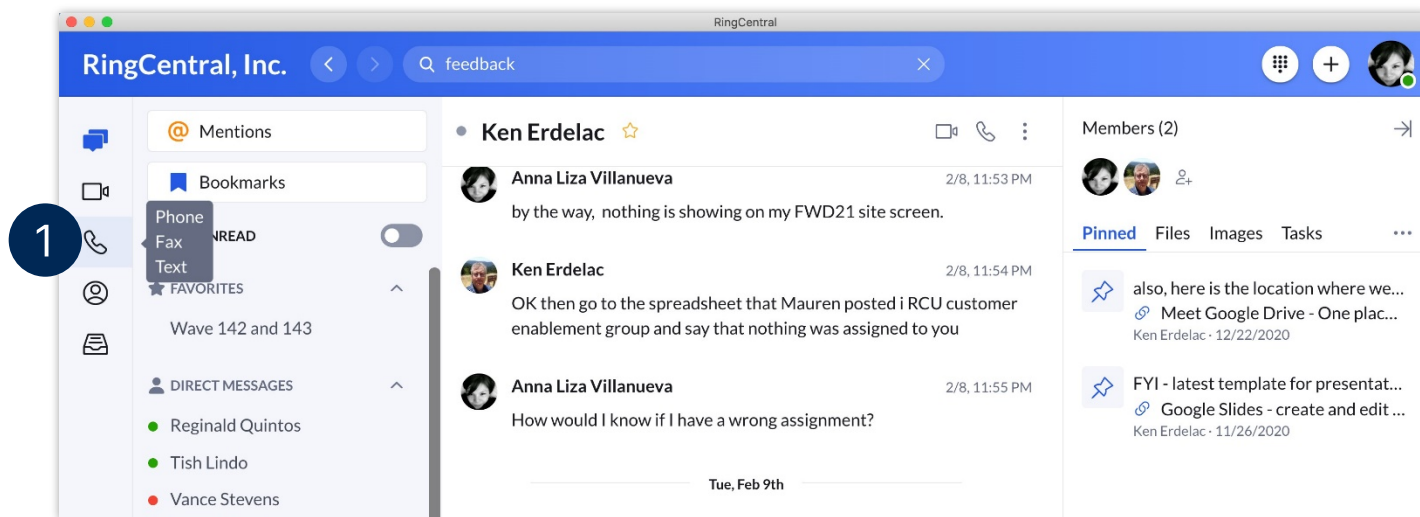 RingCentral
RingCentral, Inc.
feedback
1
@ Mentions
Bookmarks
Phone
Fax
Text
NREAD
FAVORITES
Wave 142 and 143
DIRECT MESSAGES
Reginald Quintos
Tish Lindo
Vance Stevens
Ken Erdelac
Anna Liza Villanueva 2/8, 11:53 PM
by the way, nothing is showing on my FWD21 site screen.
Ken Erdelac 2/8, 11:54 PM
OK then go to the spreadsheet that Mauren posted i RCU customer
enablement group and say that nothing was assigned to you
Anna Liza Villanueva 2/8, 11:55 PM
How would I know if I have a wrong assignment?
Tue, Feb 9th
Members (2)
Pinned Files Images Tasks ...
also, here is the location where we...
Meet Google Drive - One plac...
Ken Erdelac · 12/22/2020
FYI - latest template for presentat...
Google Slides - create and edit ...
Ken Erdelac · 11/26/2020